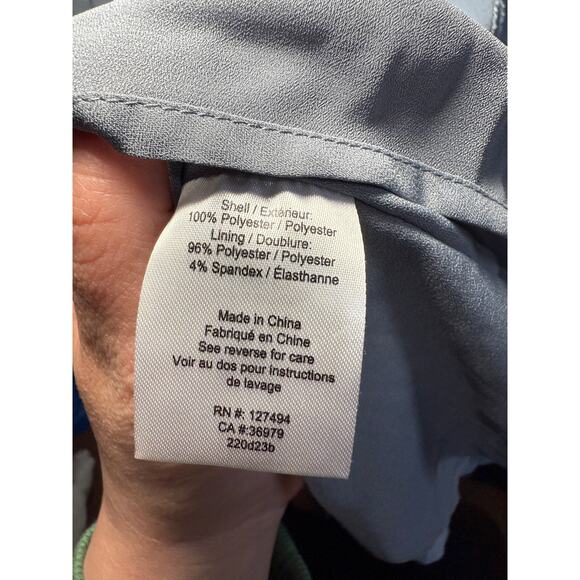 Shell / Extérieur:
100% Polyester / Polyester
Lining / Doublure:
96% Polyester / Polyester
4% Spandex / Élasthanne
Made in China
Fabriqué en Chine
See reverse for care
Voir au dos pour instructions
de lavage
RN #: 127494
CA #:36979
220d23b